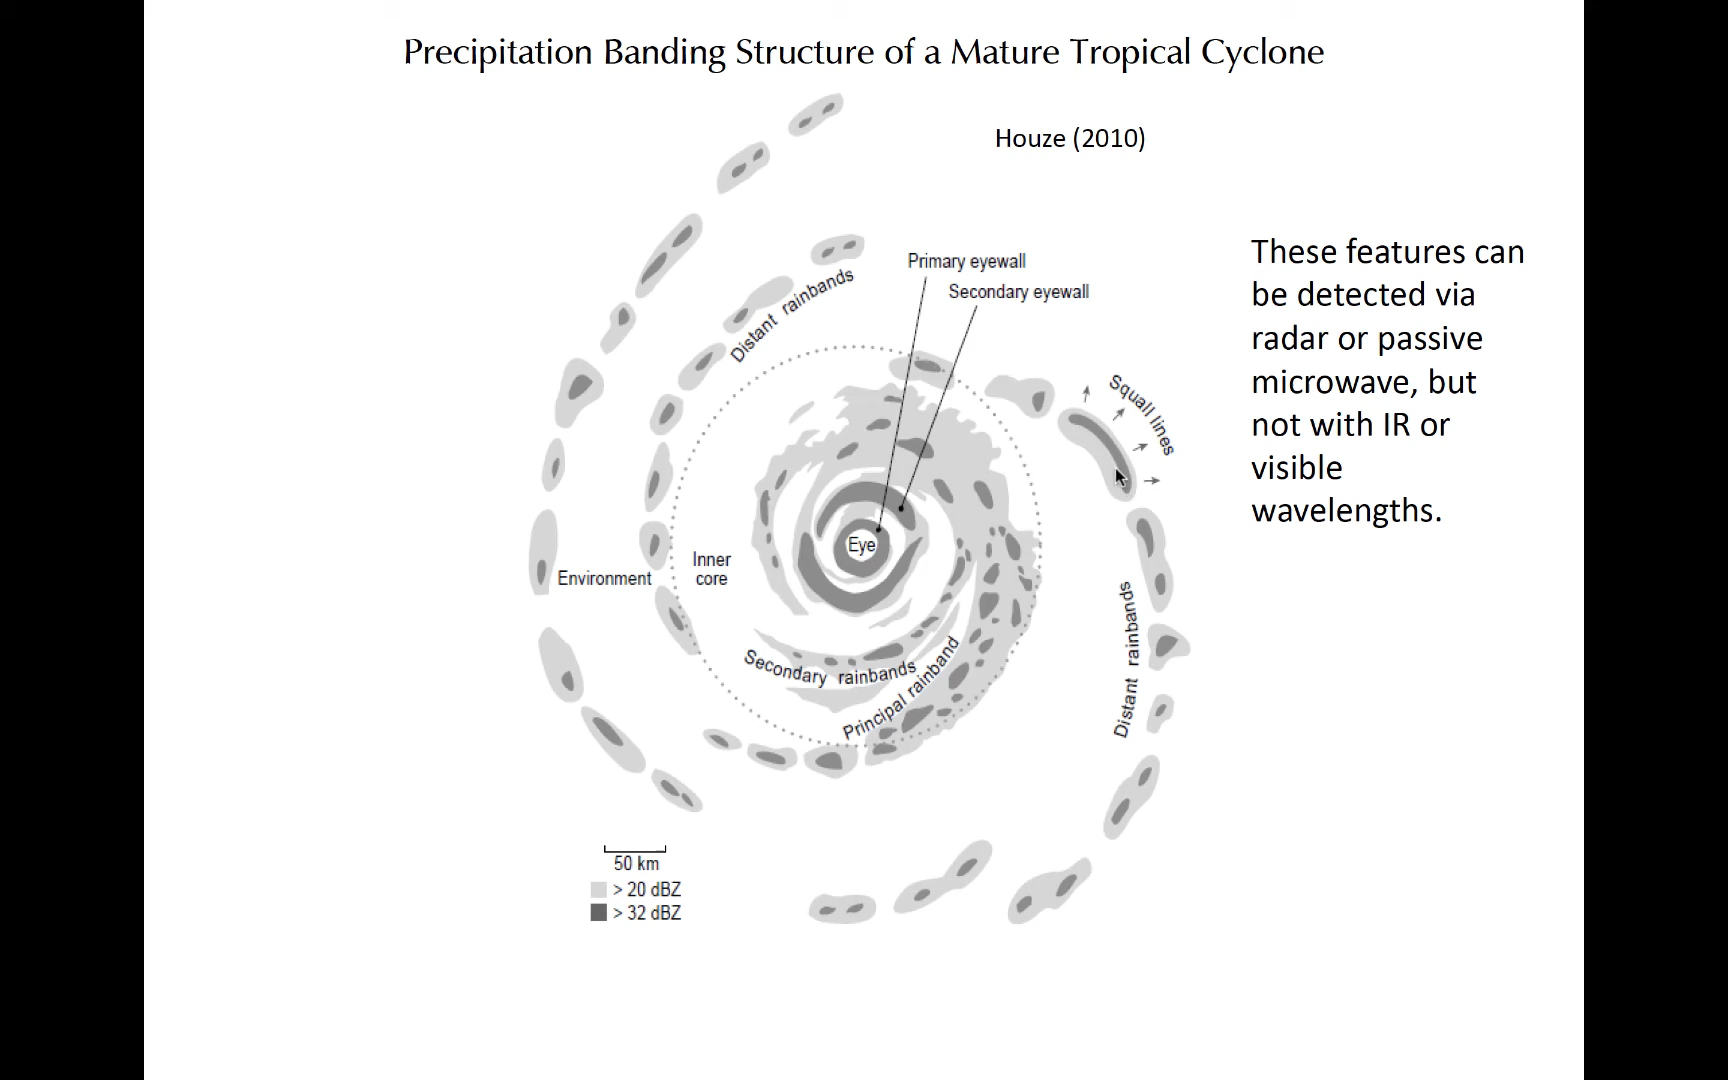 Precipitation Banding Structure of a Mature Tropical Cyclone
Houze (2010)
These features can
be detected via
radar or passive
microwave, but
not with IR or
visible
wavelengths.
Primary eyewall
Secondary eyewall
Distant rainbands
Squall lines
Eye
Inner
core
Environment
Secondary rainbands
Principal rainband
Distant rainbands
50 km
> 20 dBZ
> 32 dBZ